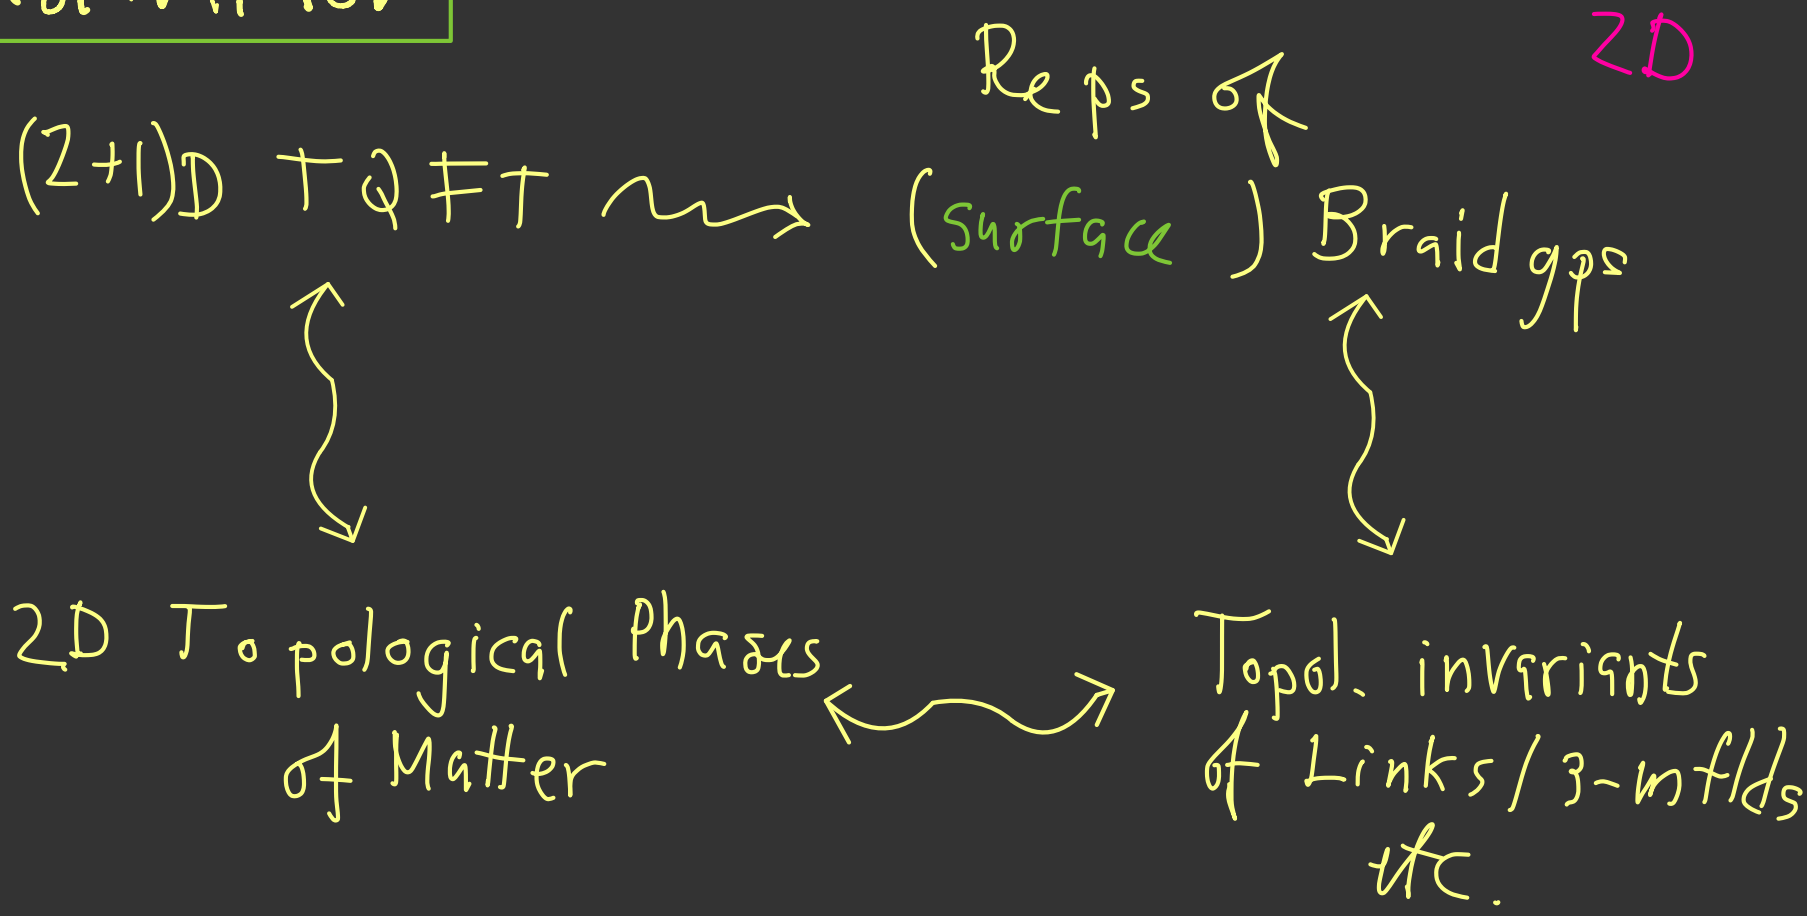 2D
Reps of
(2+1)D TQFT (surface) Braid gps
2D Topological Phases
of Matter
Topol. invariants
of Links/3-mflds
etc.